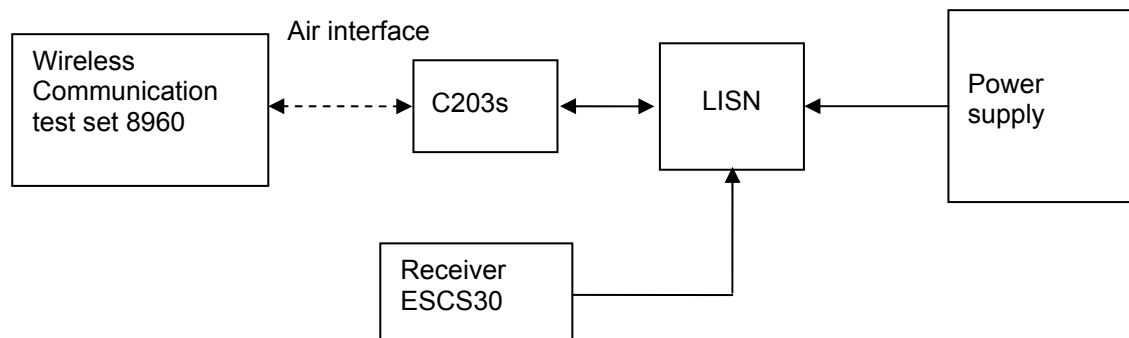 Air interface
Wireless
Communication
test set 8960
C203s
LISN
Power
supply
Receiver
ESCS30